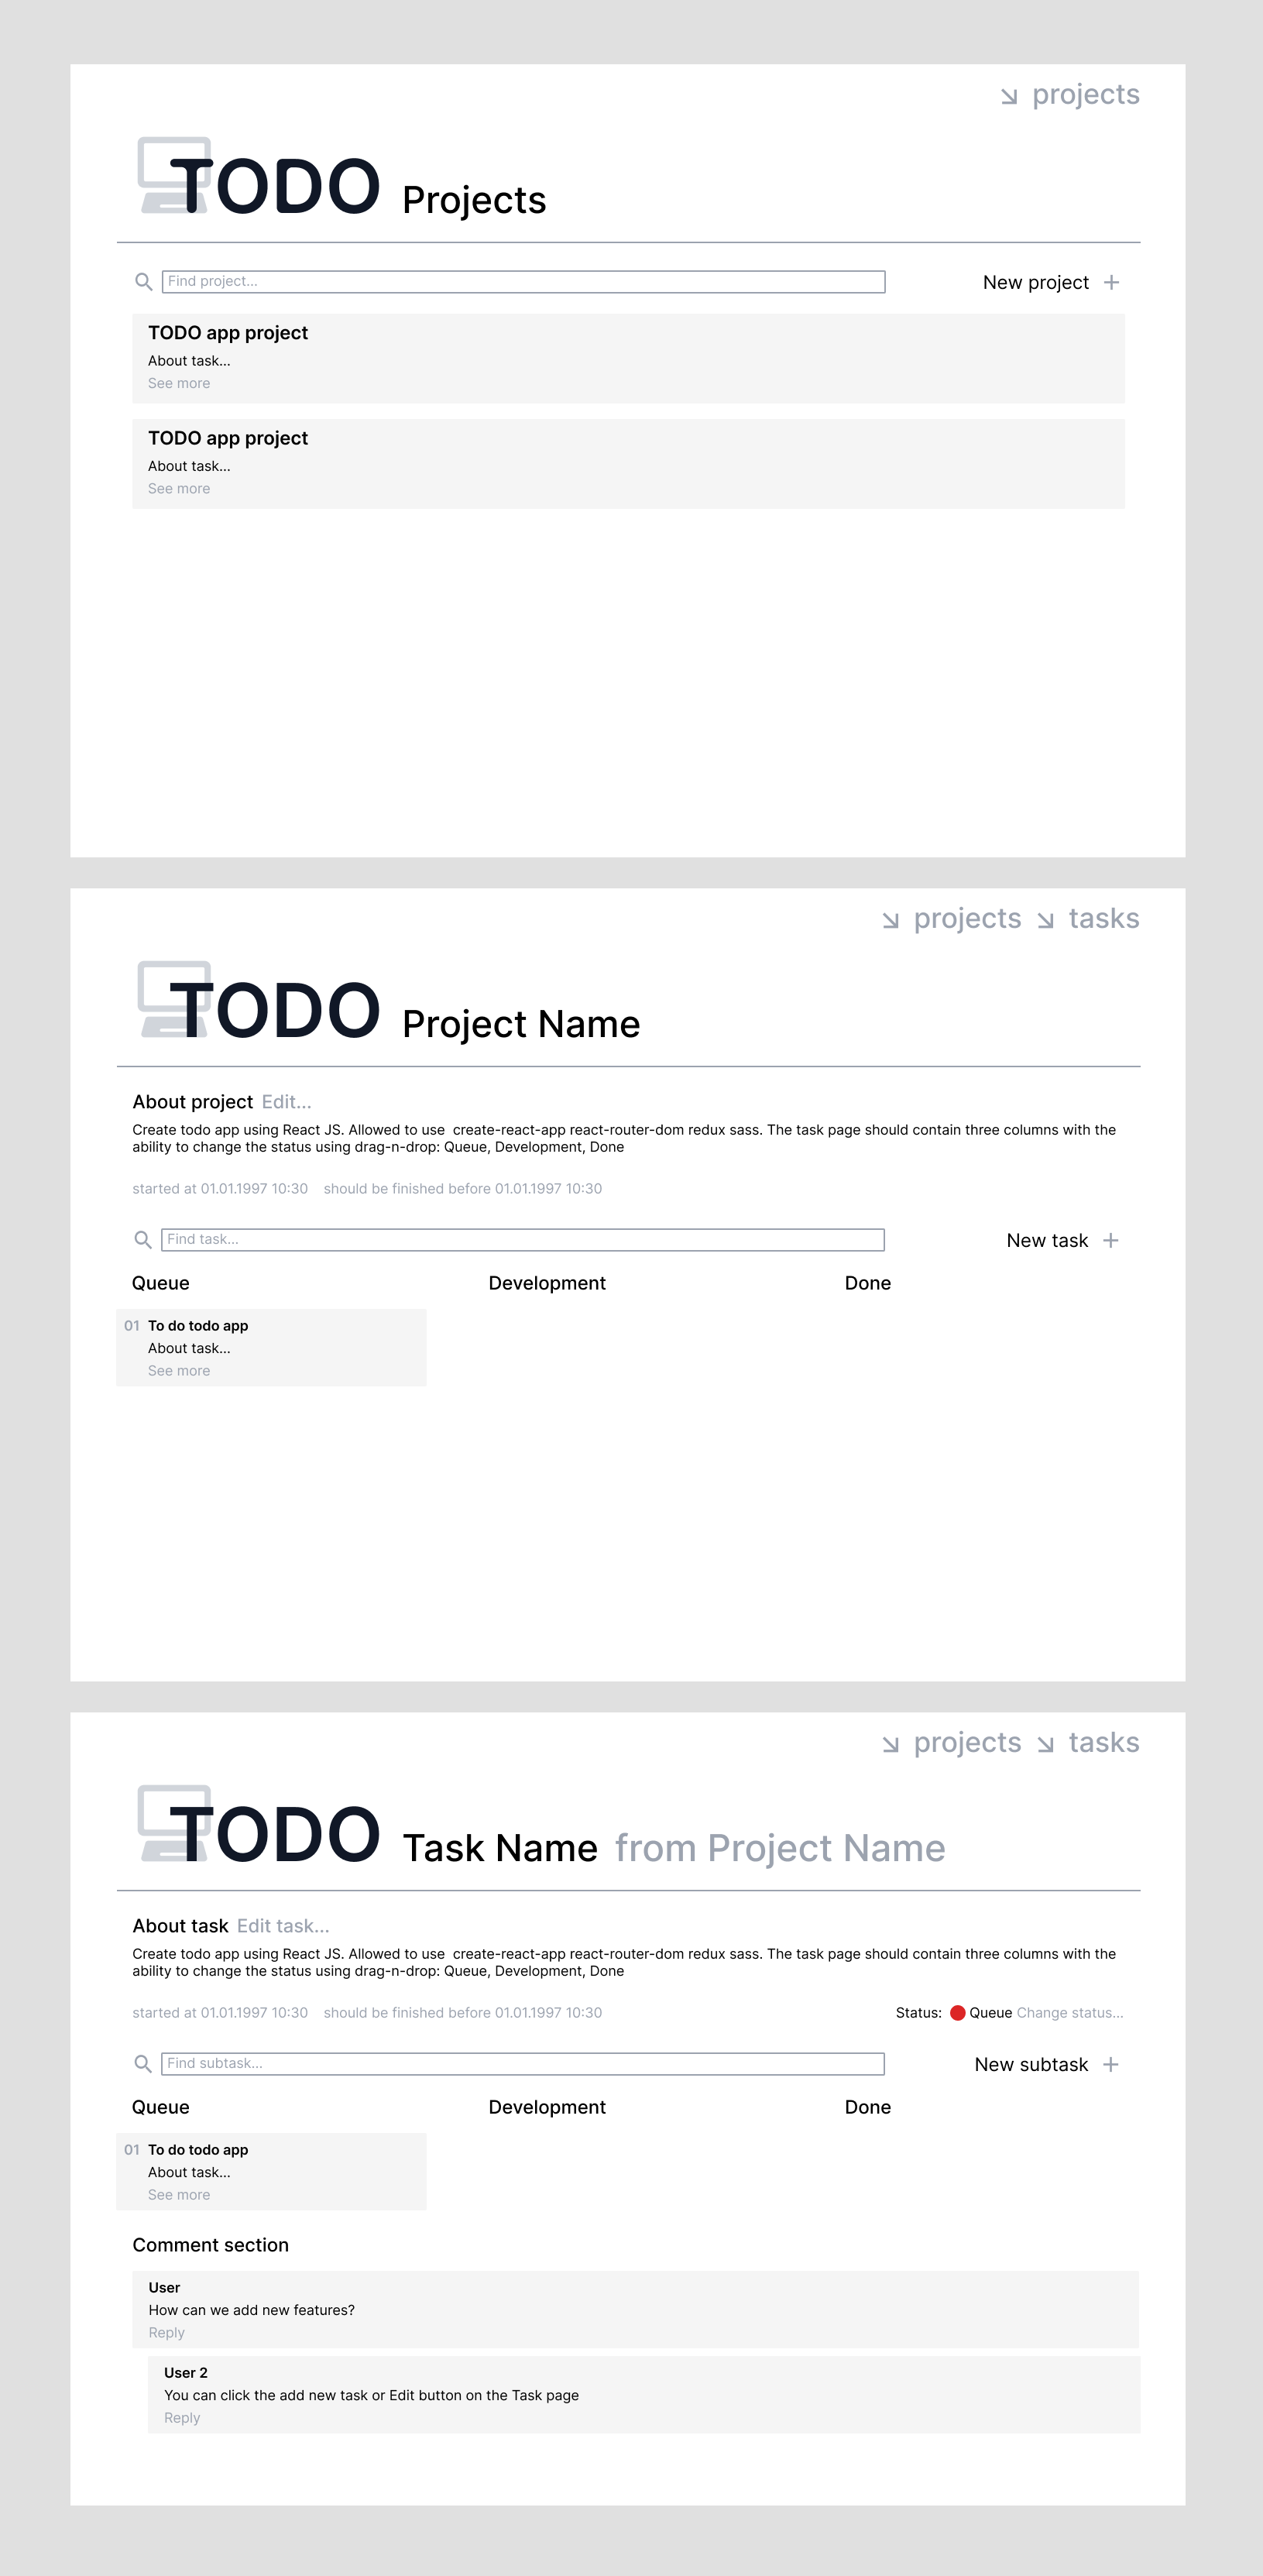 projects
TODO Projects
Find project...
New project
TODO app project
About task...
See more
TODO app project
About task...
See more
projects tasks
TODO Project Name
About project Edit...
Create todo app using React JS. Allowed to use  create-react-app react-router-dom redux sass. The task page should contain three columns with the
ability to change the status using drag-n-drop: Queue, Development, Done
started at 01.01.1997 10:30 should be finished before 01.01.1997 10:30
Find task...
New task
Queue Development Done
01 To do todo app
About task...
See more
projects tasks
TODO Task Name from Project Name
About task Edit task...
Create todo app using React JS. Allowed to use  create-react-app react-router-dom redux sass. The task page should contain three columns with the
ability to change the status using drag-n-drop: Queue, Development, Done
started at 01.01.1997 10:30 should be finished before 01.01.1997 10:30
Status: Queue Change status...
Find subtask...
New subtask
Queue Development Done
01 To do todo app
About task...
See more
Comment section
User
How can we add new features?
Reply
User 2
You can click the add new task or Edit button on the Task page
Reply